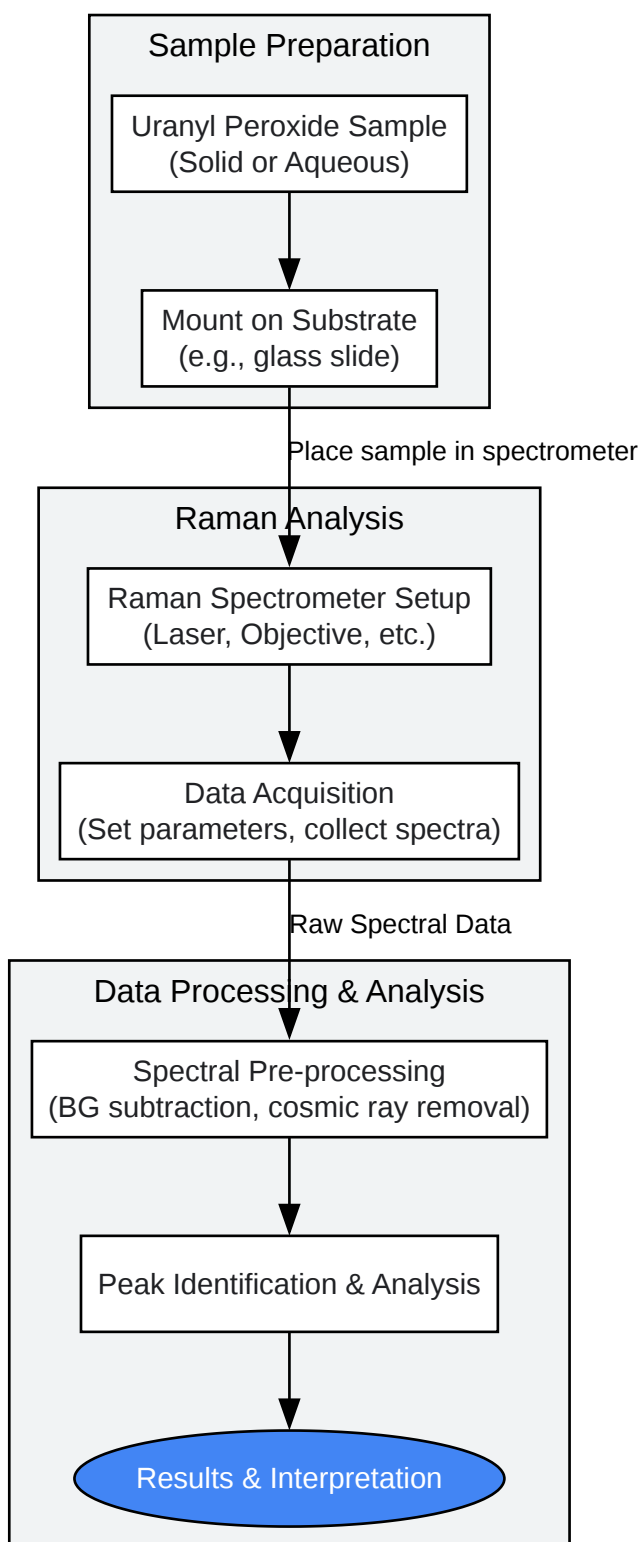 Sample Preparation
Uranyl Peroxide Sample
(Solid or Aqueous)
Mount on Substrate
(e.g., glass slide)
Place sample in spectrometer
Raman Analysis
Raman Spectrometer Setup
(Laser, Objective, etc.)
Data Acquisition
(Set parameters, collect spectra)
Raw Spectral Data
Data Processing & Analysis
Spectral Pre-processing
(BG subtraction, cosmic ray removal)
Peak Identification & Analysis
Results & Interpretation